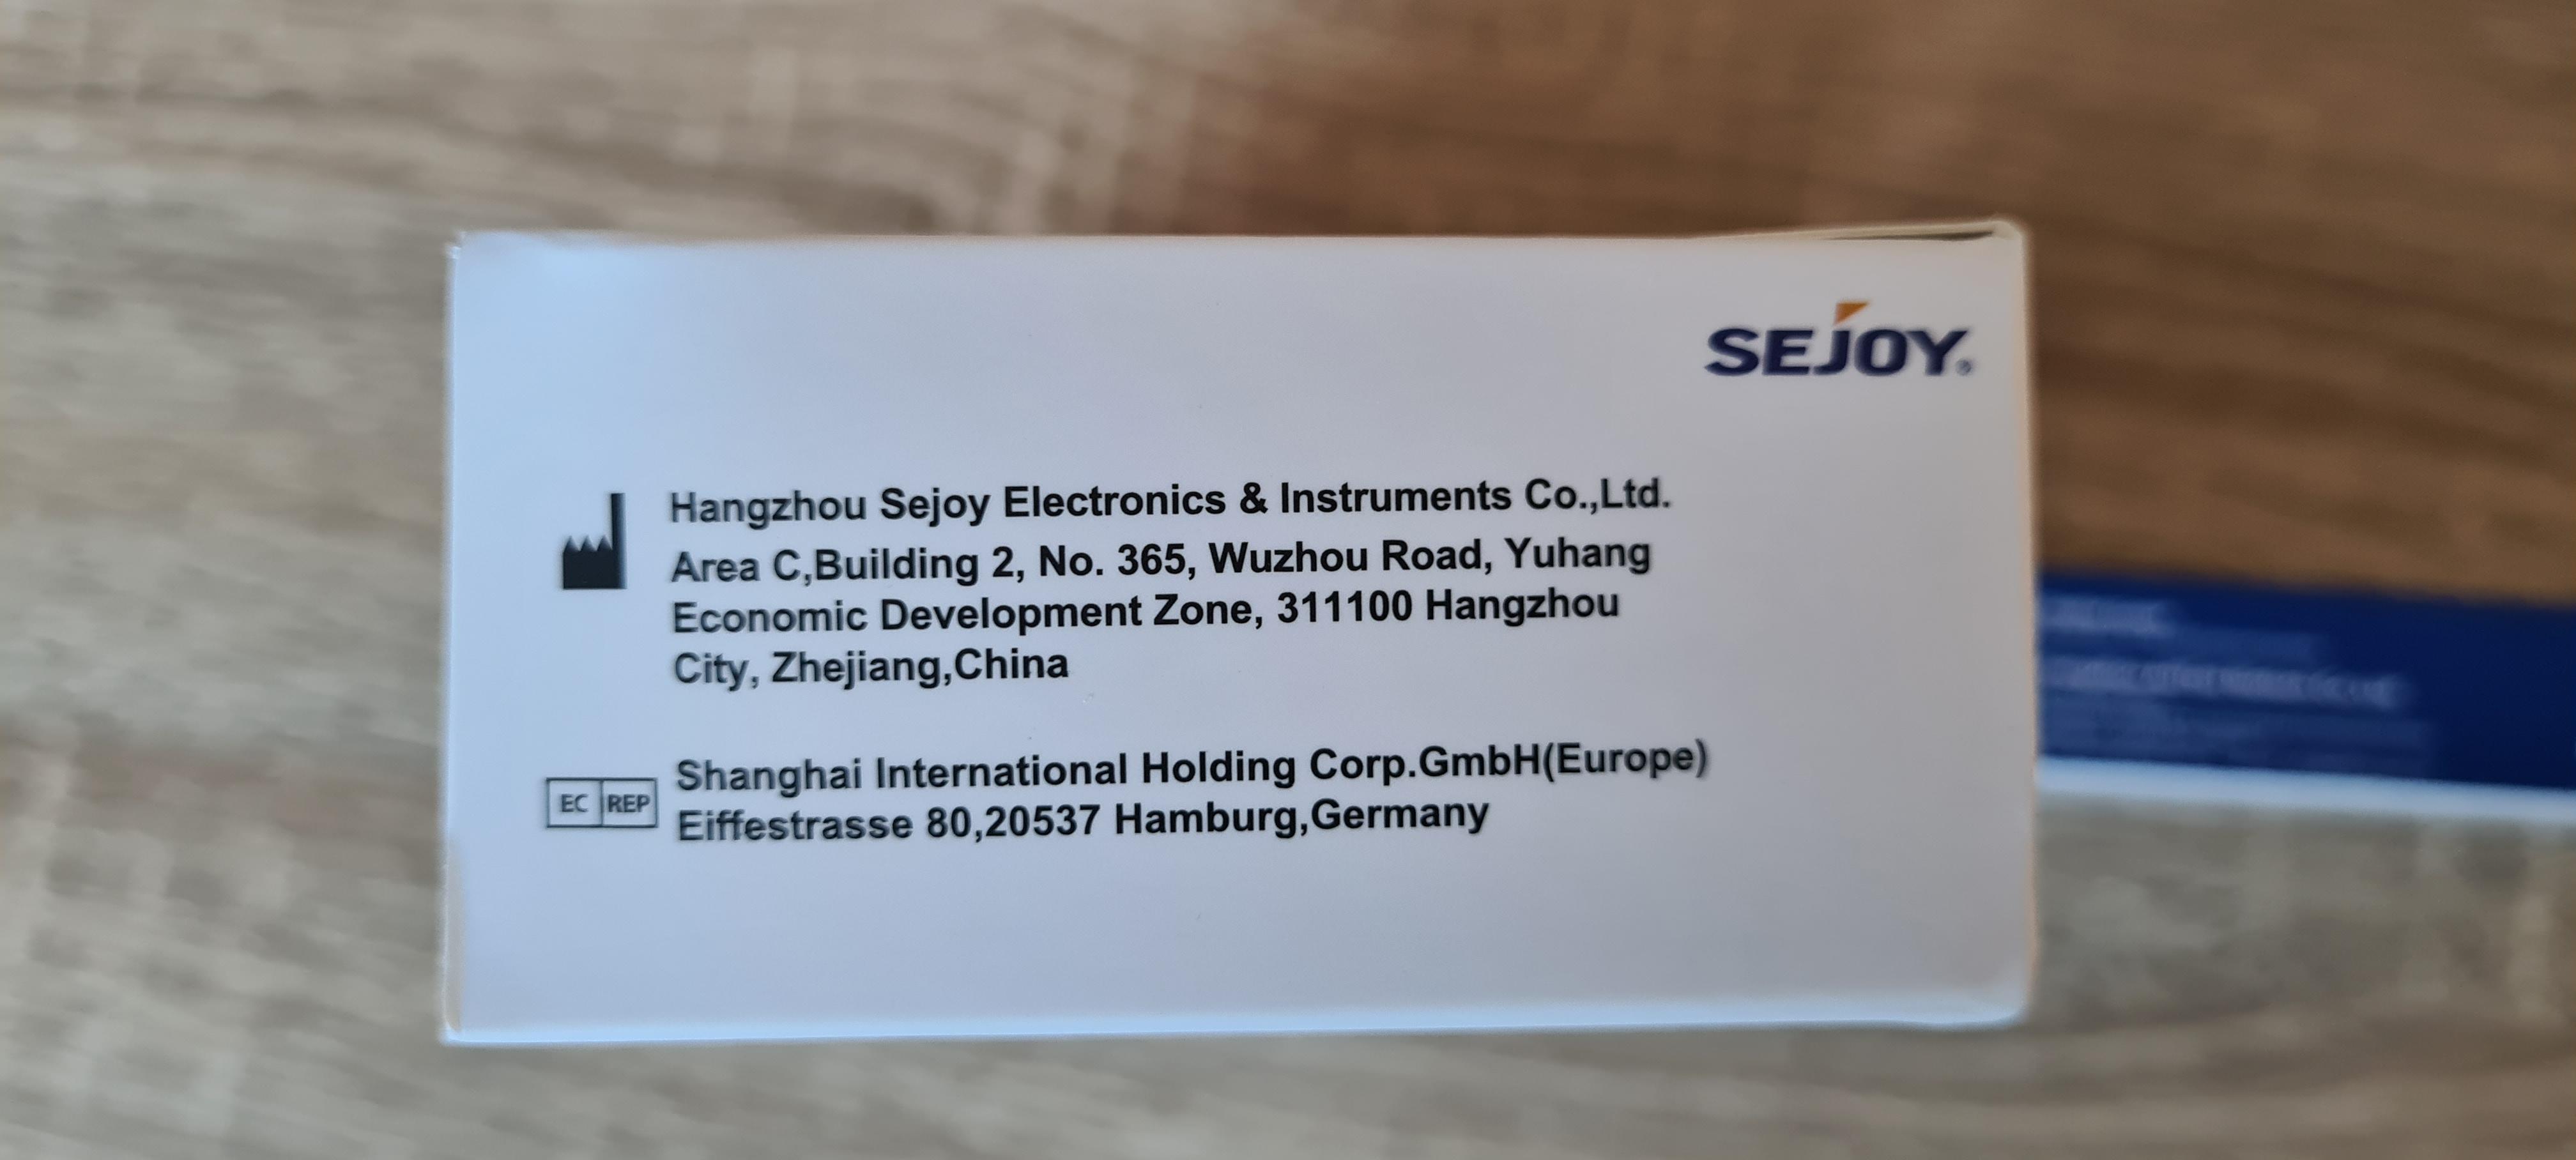 SEJOY®
Hangzhou Sejoy Electronics & Instruments Co.,Ltd.
Area C,Building 2, No. 365, Wuzhou Road, Yuhang
Economic Development Zone, 311100 Hangzhou
City, Zhejiang,China
EC REP
Shanghai International Holding Corp.GmbH(Europe)
Eiffestrasse 80,20537 Hamburg,Germany